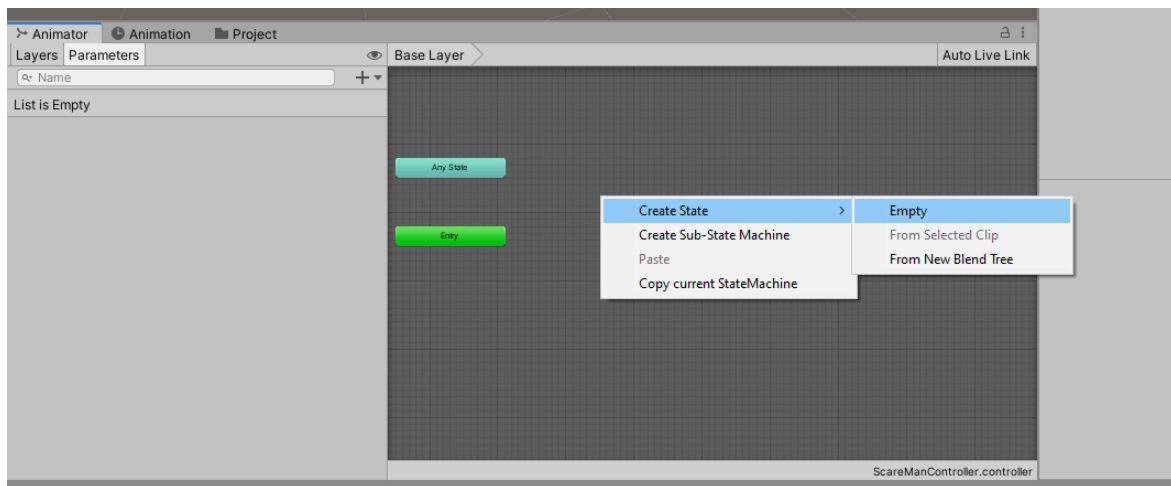 Animator Animation Project
Layers Parameters Base Layer Auto Live Link
Name
List is Empty
Any State
Entry
Create State > Empty
Create Sub-State Machine From Selected Clip
Paste From New Blend Tree
Copy current StateMachine
ScareManController.controller